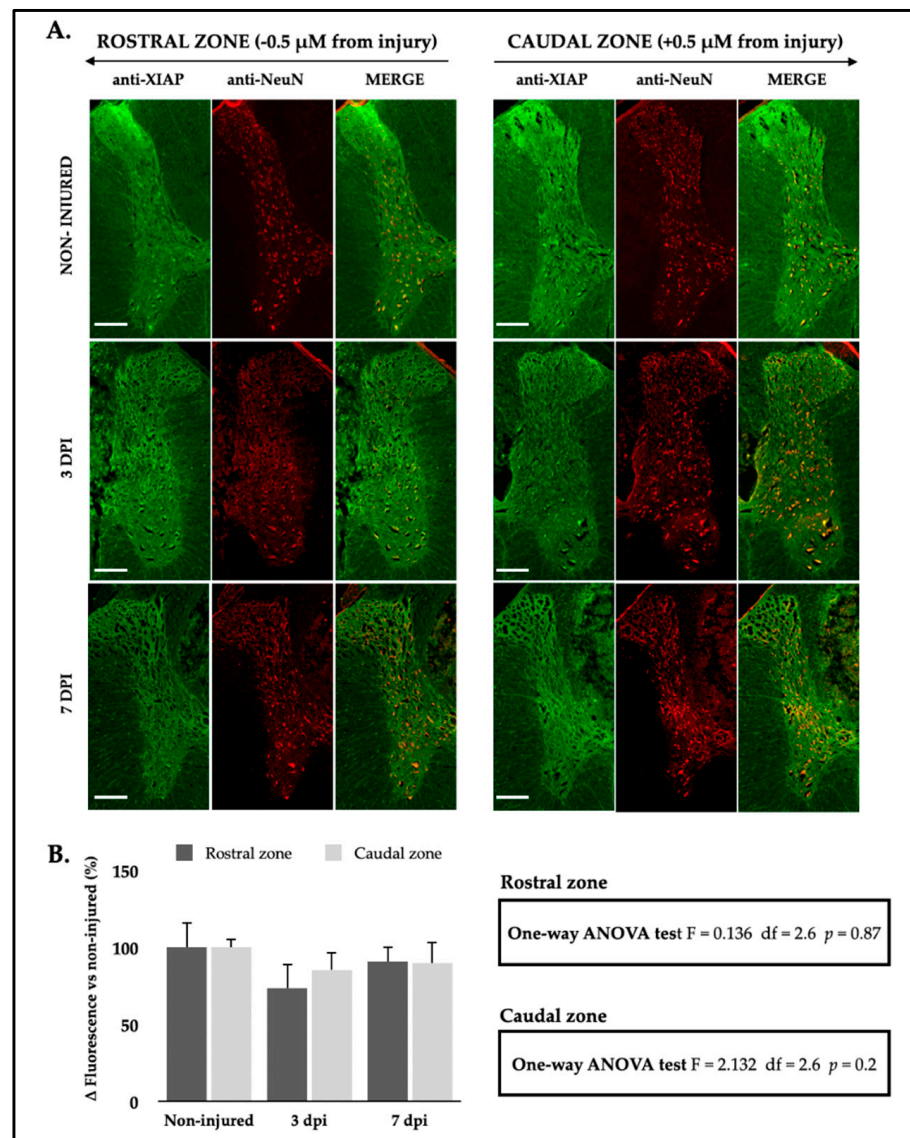 A.
ROSTRAL ZONE (-0.5 μM from injury)
CAUDAL ZONE (+0.5 μM from injury)
anti-XIAP anti-NeuN MERGE
anti-XIAP anti-NeuN MERGE
NON- INJURED
3 DPI
7 DPI
B.
Rostral zone Caudal zone
Δ Fluorescence vs non-injured (%)
150
100
50
0
Non-injured 3 dpi 7 dpi
Rostral zone
One-way ANOVA test F = 0.136 df = 2.6 p = 0.87
Caudal zone
One-way ANOVA test F = 2.132 df = 2.6 p = 0.2